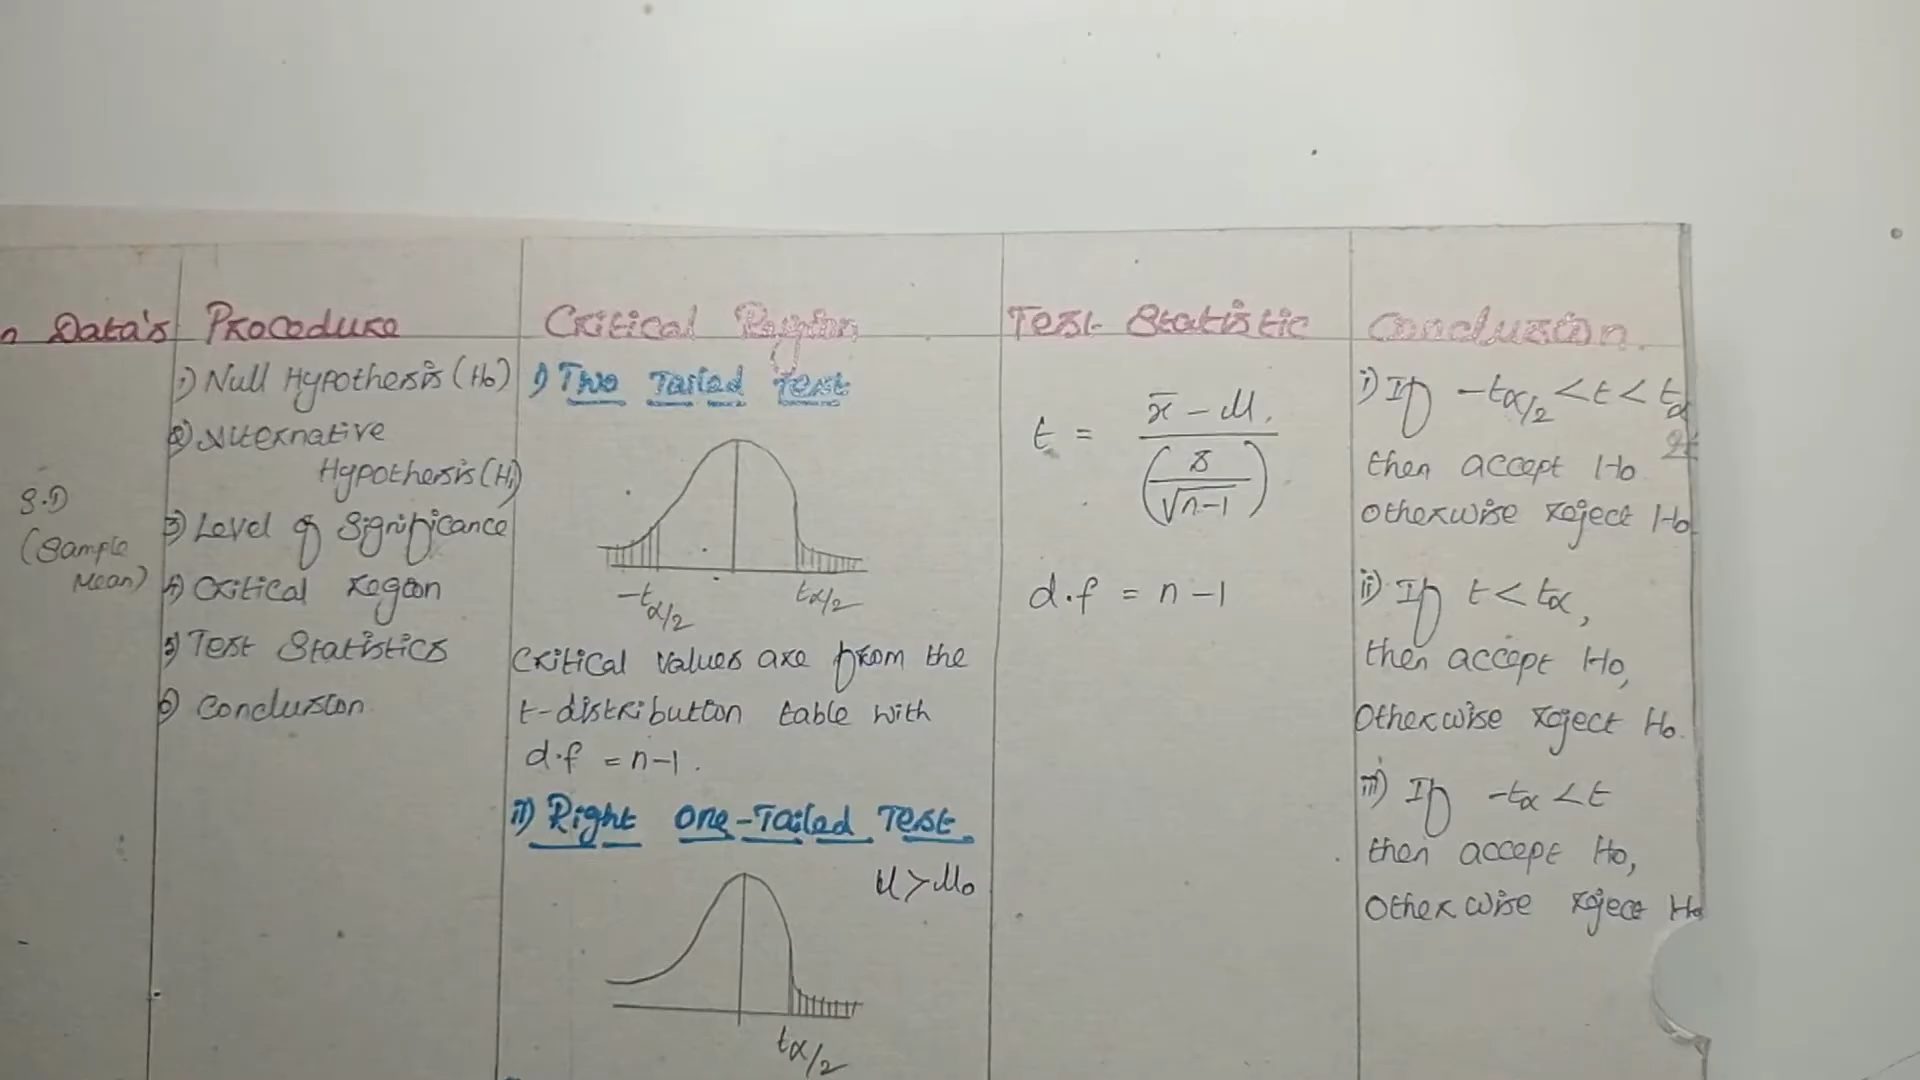 Data's
S.D
(Sample
Mean)
Procedure
1) Null Hypothesis (H₀)
2) Alternative
Hypothesis (H₁)
3) Level of Significance
4) Critical region
5) Test Statistics
6) Conclusion
Critical Region
i) Two Tailed Test
-tα/2 tα/2
Critical values are from the
t-distribution table with
d.f = n-1.
ii) Right One-Tailed Test
μ > μ₀
tα/2
Test Statistic
t = (x̄ - μ) / (s/√n-1)
d.f = n-1
Conclusion.
i) If -tα/2 < t < tα/2
then accept H₀
otherwise reject H₀
ii) If t < tα,
then accept H₀,
Otherwise reject H₀.
iii) If -tα < t
then accept H₀,
Otherwise reject H₀